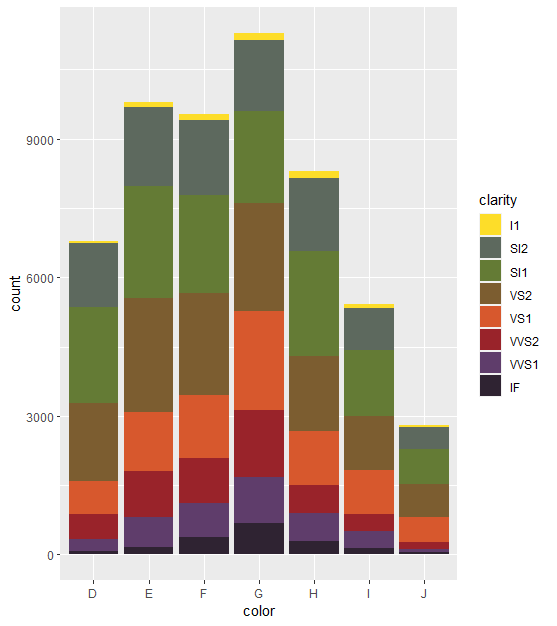 clarity
I1
SI2
SI1
VS2
VS1
VVS2
VVS1
IF
count
9000
6000
3000
0
D E F G H I J
color